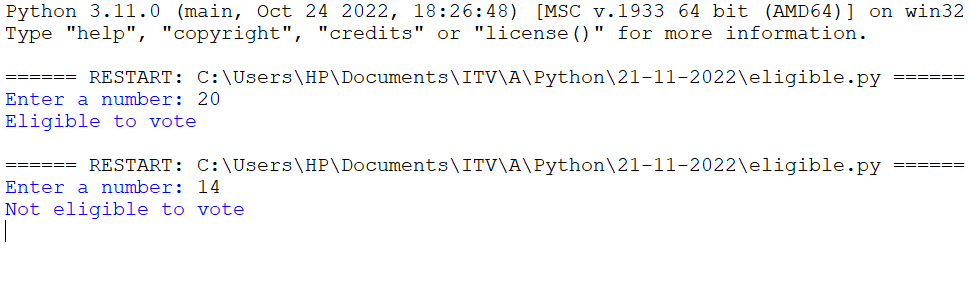 Python 3.11.0 (main, Oct 24 2022, 18:26:48) [MSC v.1933 64 bit (AMD64)] on win32
Type "help", "copyright", "credits" or "license()" for more information.
====== RESTART: C:\Users\HP\Documents\ITV\A\Python\21-11-2022\eligible.py ======
Enter a number: 20
Eligible to vote
====== RESTART: C:\Users\HP\Documents\ITV\A\Python\21-11-2022\eligible.py ======
Enter a number: 14
Not eligible to vote